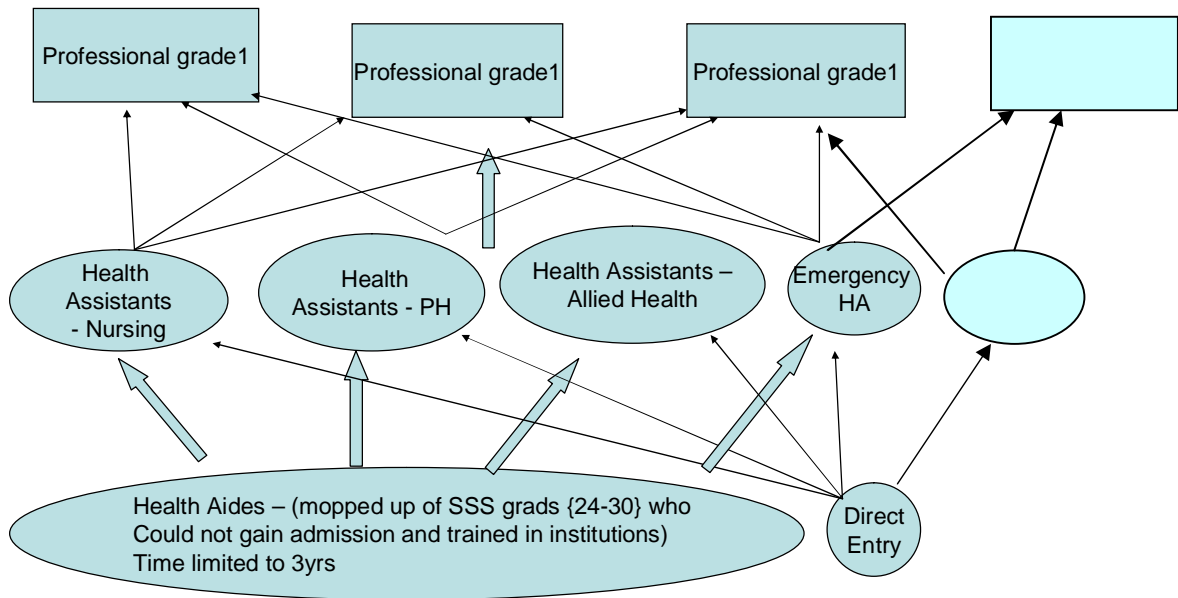 Professional grade1
Professional grade1
Professional grade1
Health
Assistants
- Nursing
Health
Assistants - PH
Health Assistants –
Allied Health
Emergency
HA
Health Aides – (mopped up of SSS grads {24-30} who
Could not gain admission and trained in institutions)
Time limited to 3yrs
Direct
Entry